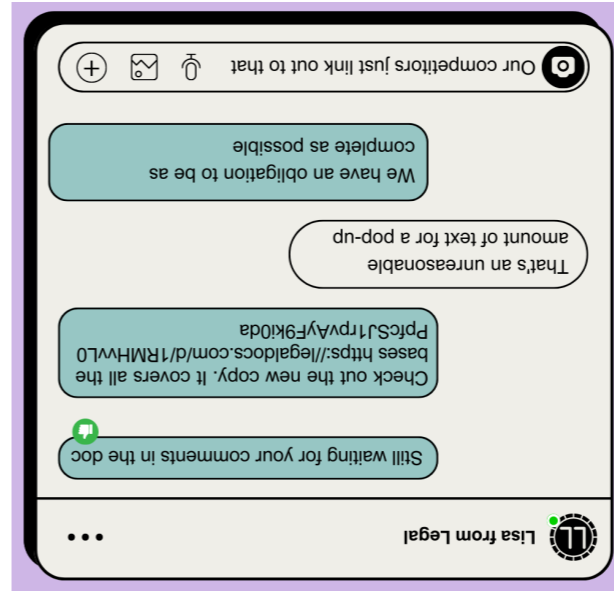 LL
Lisa from Legal
Still waiting for your comments in the doc
Check out the new copy. It covers all the
bases https://legaldocs.com/d/1RMHvvL0
PpfcSJ1rpvAyF9ki0da
That's an unreasonable
amount of text for a pop-up
We have an obligation to be as
complete as possible
Our competitors just link out to that